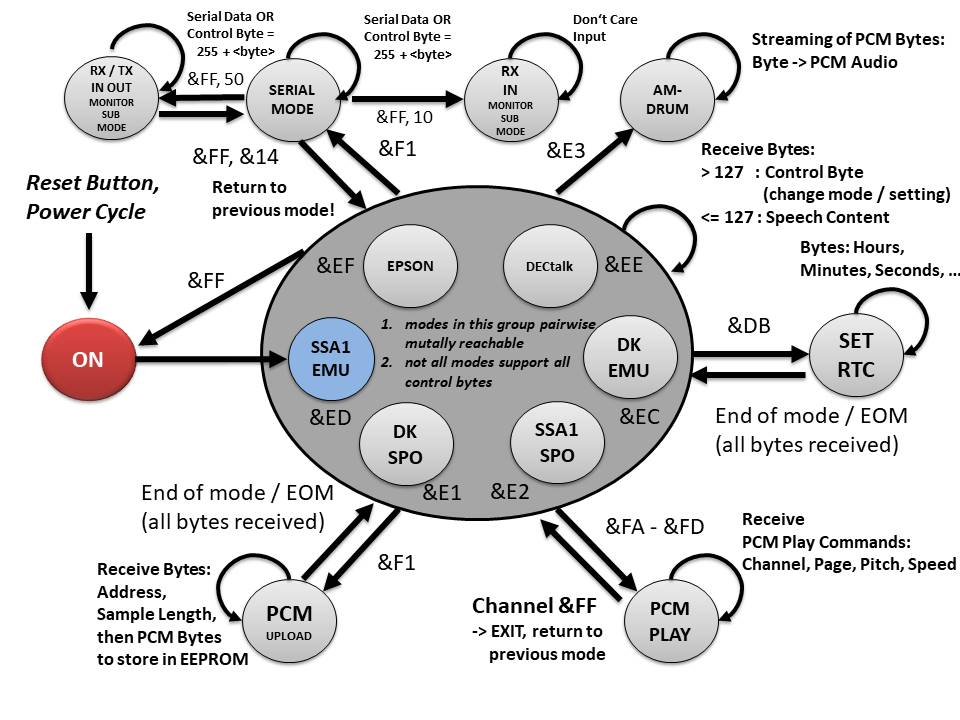 Serial Data OR
Control Byte =
255 + <byte>
Serial Data OR
Control Byte =
255 + <byte>
Don't Care
Input
Streaming of PCM Bytes:
Byte -> PCM Audio
RX / TX
IN OUT
MONITOR
SUB
MODE
&FF, 50
SERIAL
MODE
&FF, 10
RX
IN
MONITOR
SUB
MODE
AM-
DRUM
&FF, &14
&F1
&E3
Return to
previous mode!
Receive Bytes:
> 127 : Control Byte
(change mode / setting)
<= 127 : Speech Content
Reset Button,
Power Cycle
&FF
&EF
EPSON
DECtalk
&EE
Bytes: Hours,
Minutes, Seconds, ...
ON
SSA1
EMU
&ED
1. modes in this group pairwise
mutally reachable
2. not all modes support all
control bytes
DK
EMU
&EC
&DB
SET
RTC
End of mode / EOM
(all bytes received)
DK
SPO
&E1
SSA1
SPO
&E2
End of mode / EOM
(all bytes received)
&F1
&FA - &FD
Receive
PCM Play Commands:
Channel, Page, Pitch, Speed
Receive Bytes:
Address,
Sample Length,
then PCM Bytes
to store in EEPROM
PCM
UPLOAD
Channel &FF
-> EXIT, return to
previous mode
PCM
PLAY